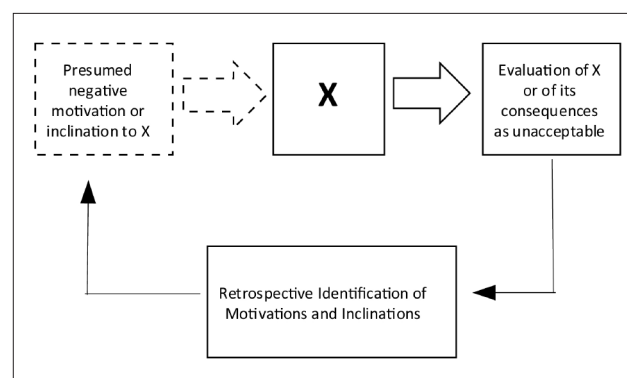 Presumed
negative
motivation or
inclination to X
X
Evaluation of X
or of its
consequences
as unacceptable
Retrospective Identification of
Motivations and Inclinations